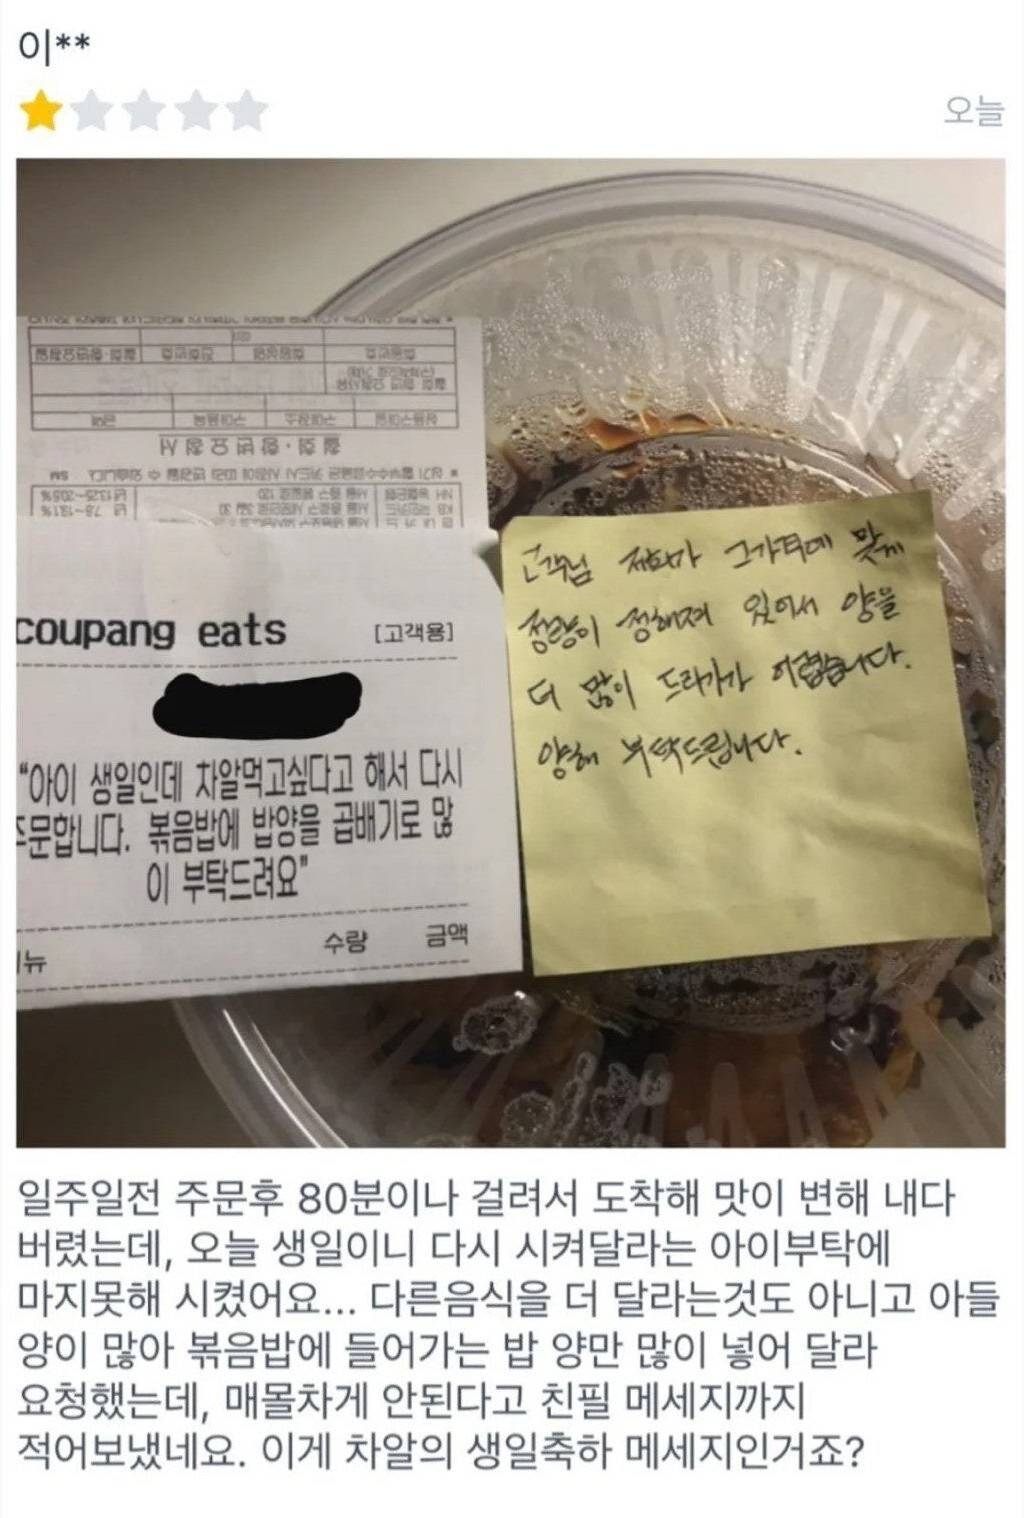 이**
오늘
철회·항변요청서
coupang eats
[고객용]
"아이 생일인데 차알먹고싶다고 해서 다시
주문합니다. 볶음밥에 밥양을 곱배기로 많
이 부탁드려요"
뉴 수량 금액
고객님 저희가 그가격에 맞게
정량이 정해져 있어서 양을
더 많이 드리기가 어렵습니다.
양해 부탁드립니다.
일주일전 주문후 80분이나 걸려서 도착해 맛이 변해 내다
버렸는데, 오늘 생일이니 다시 시켜달라는 아이부탁에
마지못해 시켰어요... 다른음식을 더 달라는것도 아니고 아들
양이 많아 볶음밥에 들어가는 밥 양만 많이 넣어 달라
요청했는데, 매몰차게 안된다고 친필 메세지까지
적어보냈네요. 이게 차알의 생일축하 메세지인거죠?